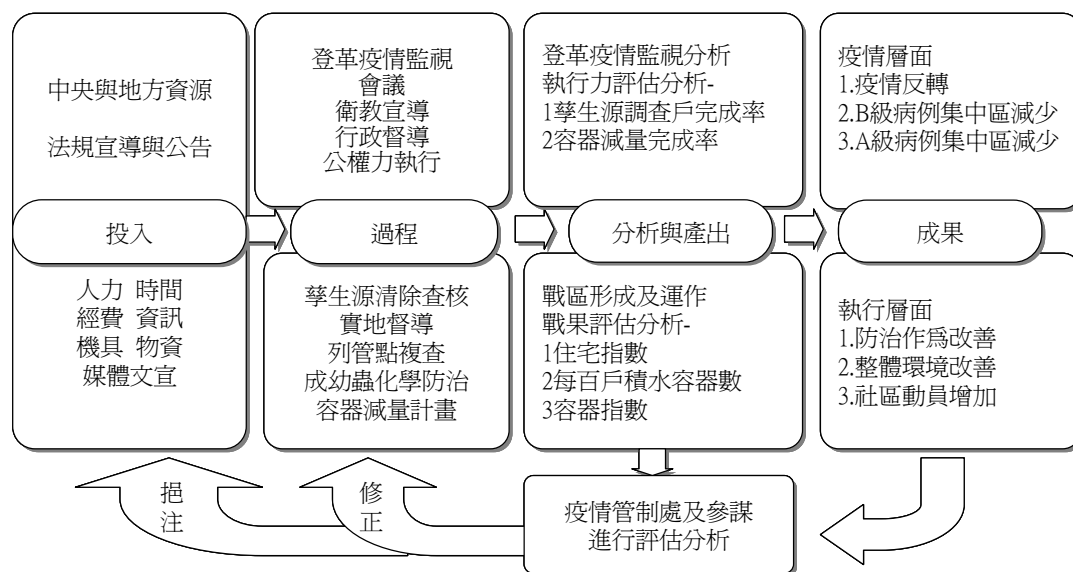 中央與地方資源
法規宣導與公告
投入
人力 時間
經費 資訊
機具 物資
媒體文宣
登革疫情監視
會議
衛教宣導
行政督導
公權力執行
過程
孳生源清除查核
實地督導
列管點複查
成幼蟲化學防治
容器減量計畫
登革疫情監視分析
執行力評估分析-
1孳生源調查戶完成率
2容器減量完成率
分析與產出
戰區形成及運作
戰果評估分析-
1住宅指數
2每百戶積水容器數
3容器指數
疫情層面
1.疫情反轉
2.B級病例集中區減少
3.A級病例集中區減少
成果
執行層面
1.防治作為改善
2.整體環境改善
3.社區動員增加
挹注
修正
疫情管制處及參謀
進行評估分析